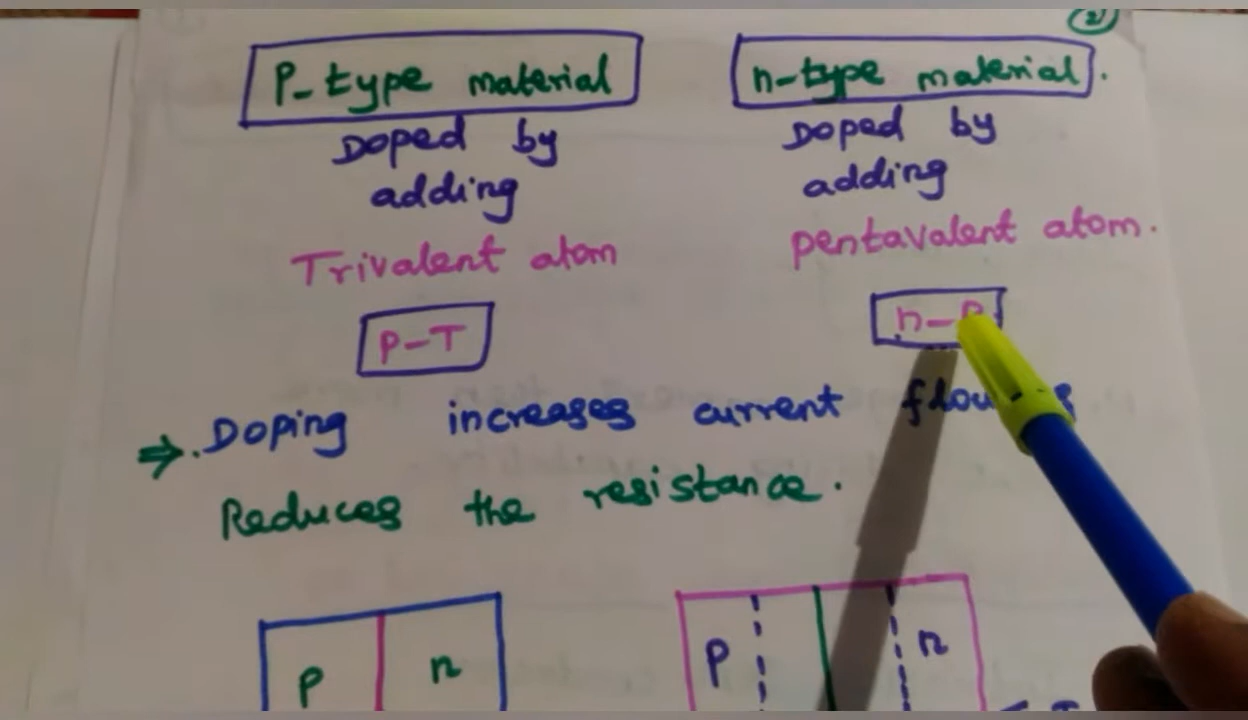 P-type material
Doped by
adding
Trivalent atom
P-T
n-type material.
Doped by
adding
pentavalent atom.
n-P
⇒. Doping increases current
Reduces the resistance.
P n
P n